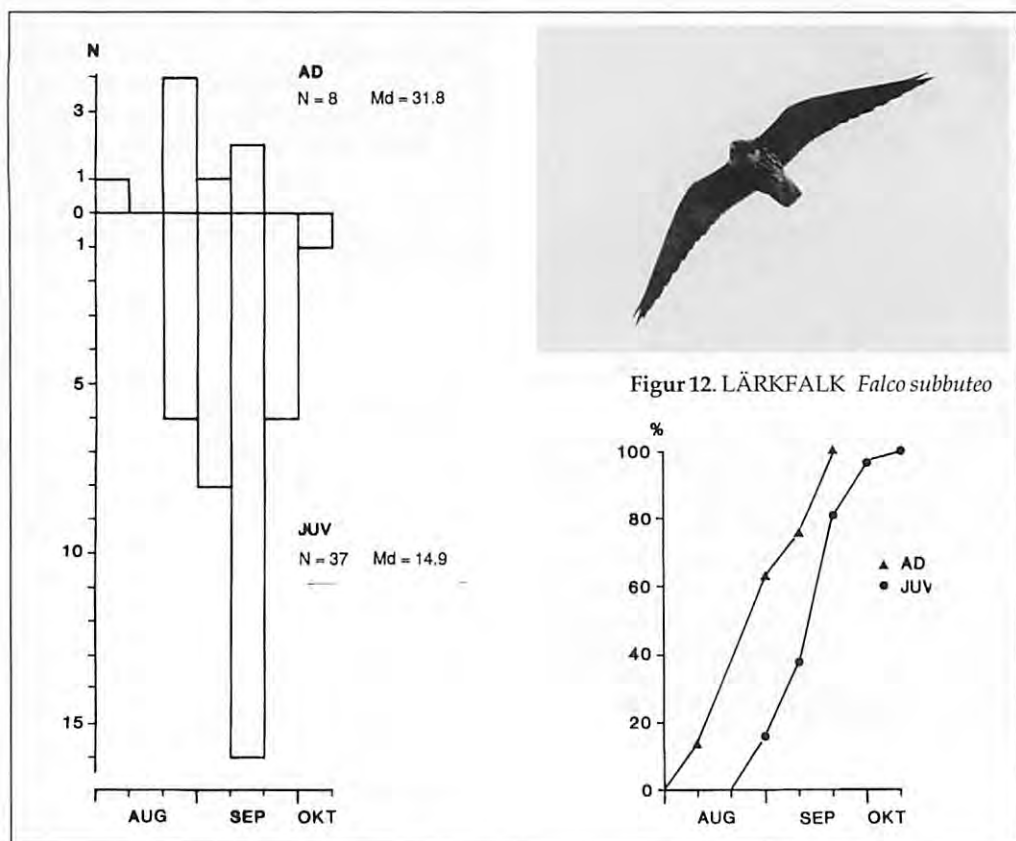 N
AD
N = 8 Md = 31.8
3
1
0
1
5
10
15
JUV
N = 37 Md = 14.9
AUG SEP OKT
Figur 12. LÄRKFALK Falco subbuteo
%
100
80
60
40
20
0
AD
JUV
AUG SEP OKT